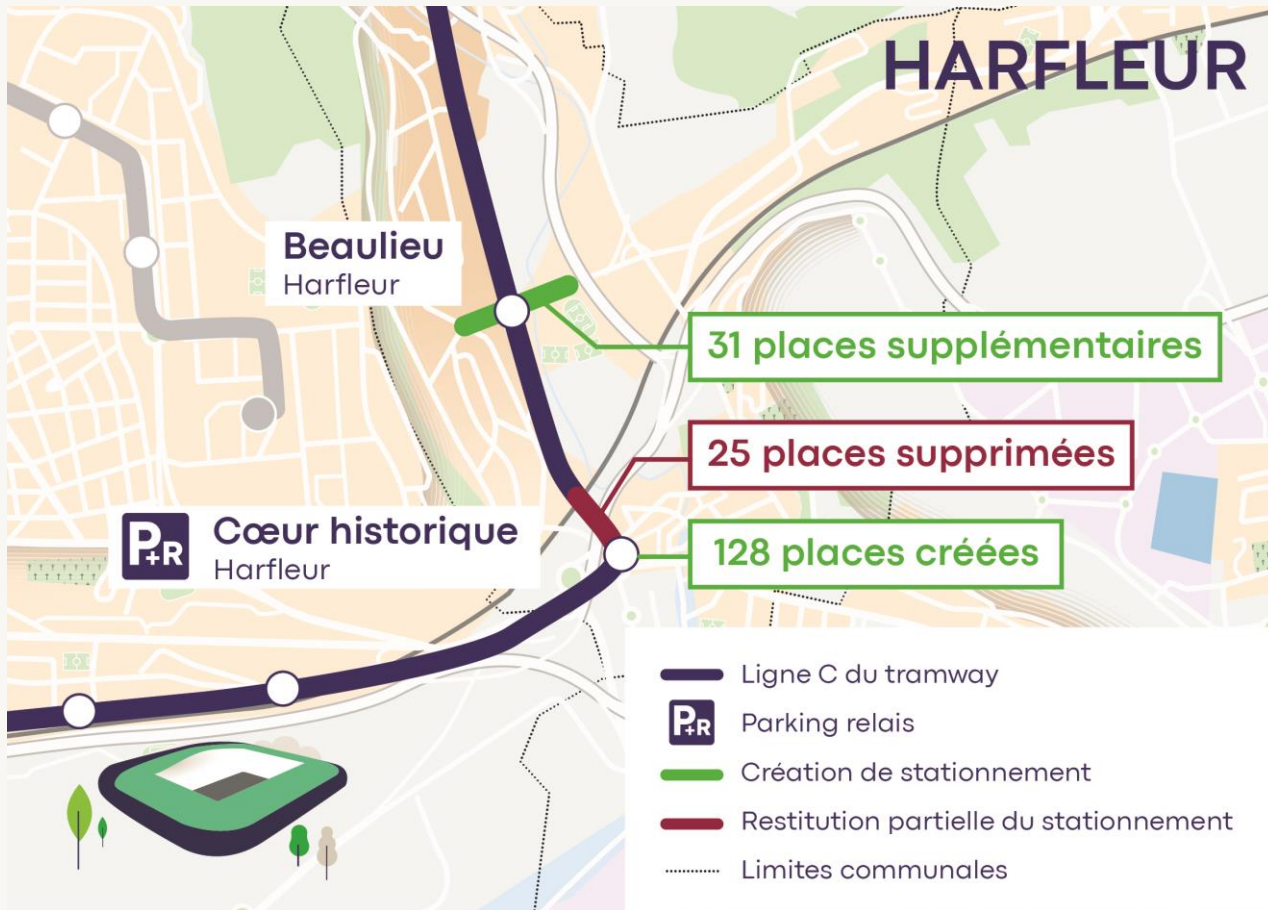 HARFLEUR
Beaulieu
Harfleur
31 places supplémentaires
25 places supprimées
P+R
Cœur historique
Harfleur
128 places créées
Ligne C du tramway
P+R
Parking relais
Création de stationnement
Restitution partielle du stationnement
Limites communales